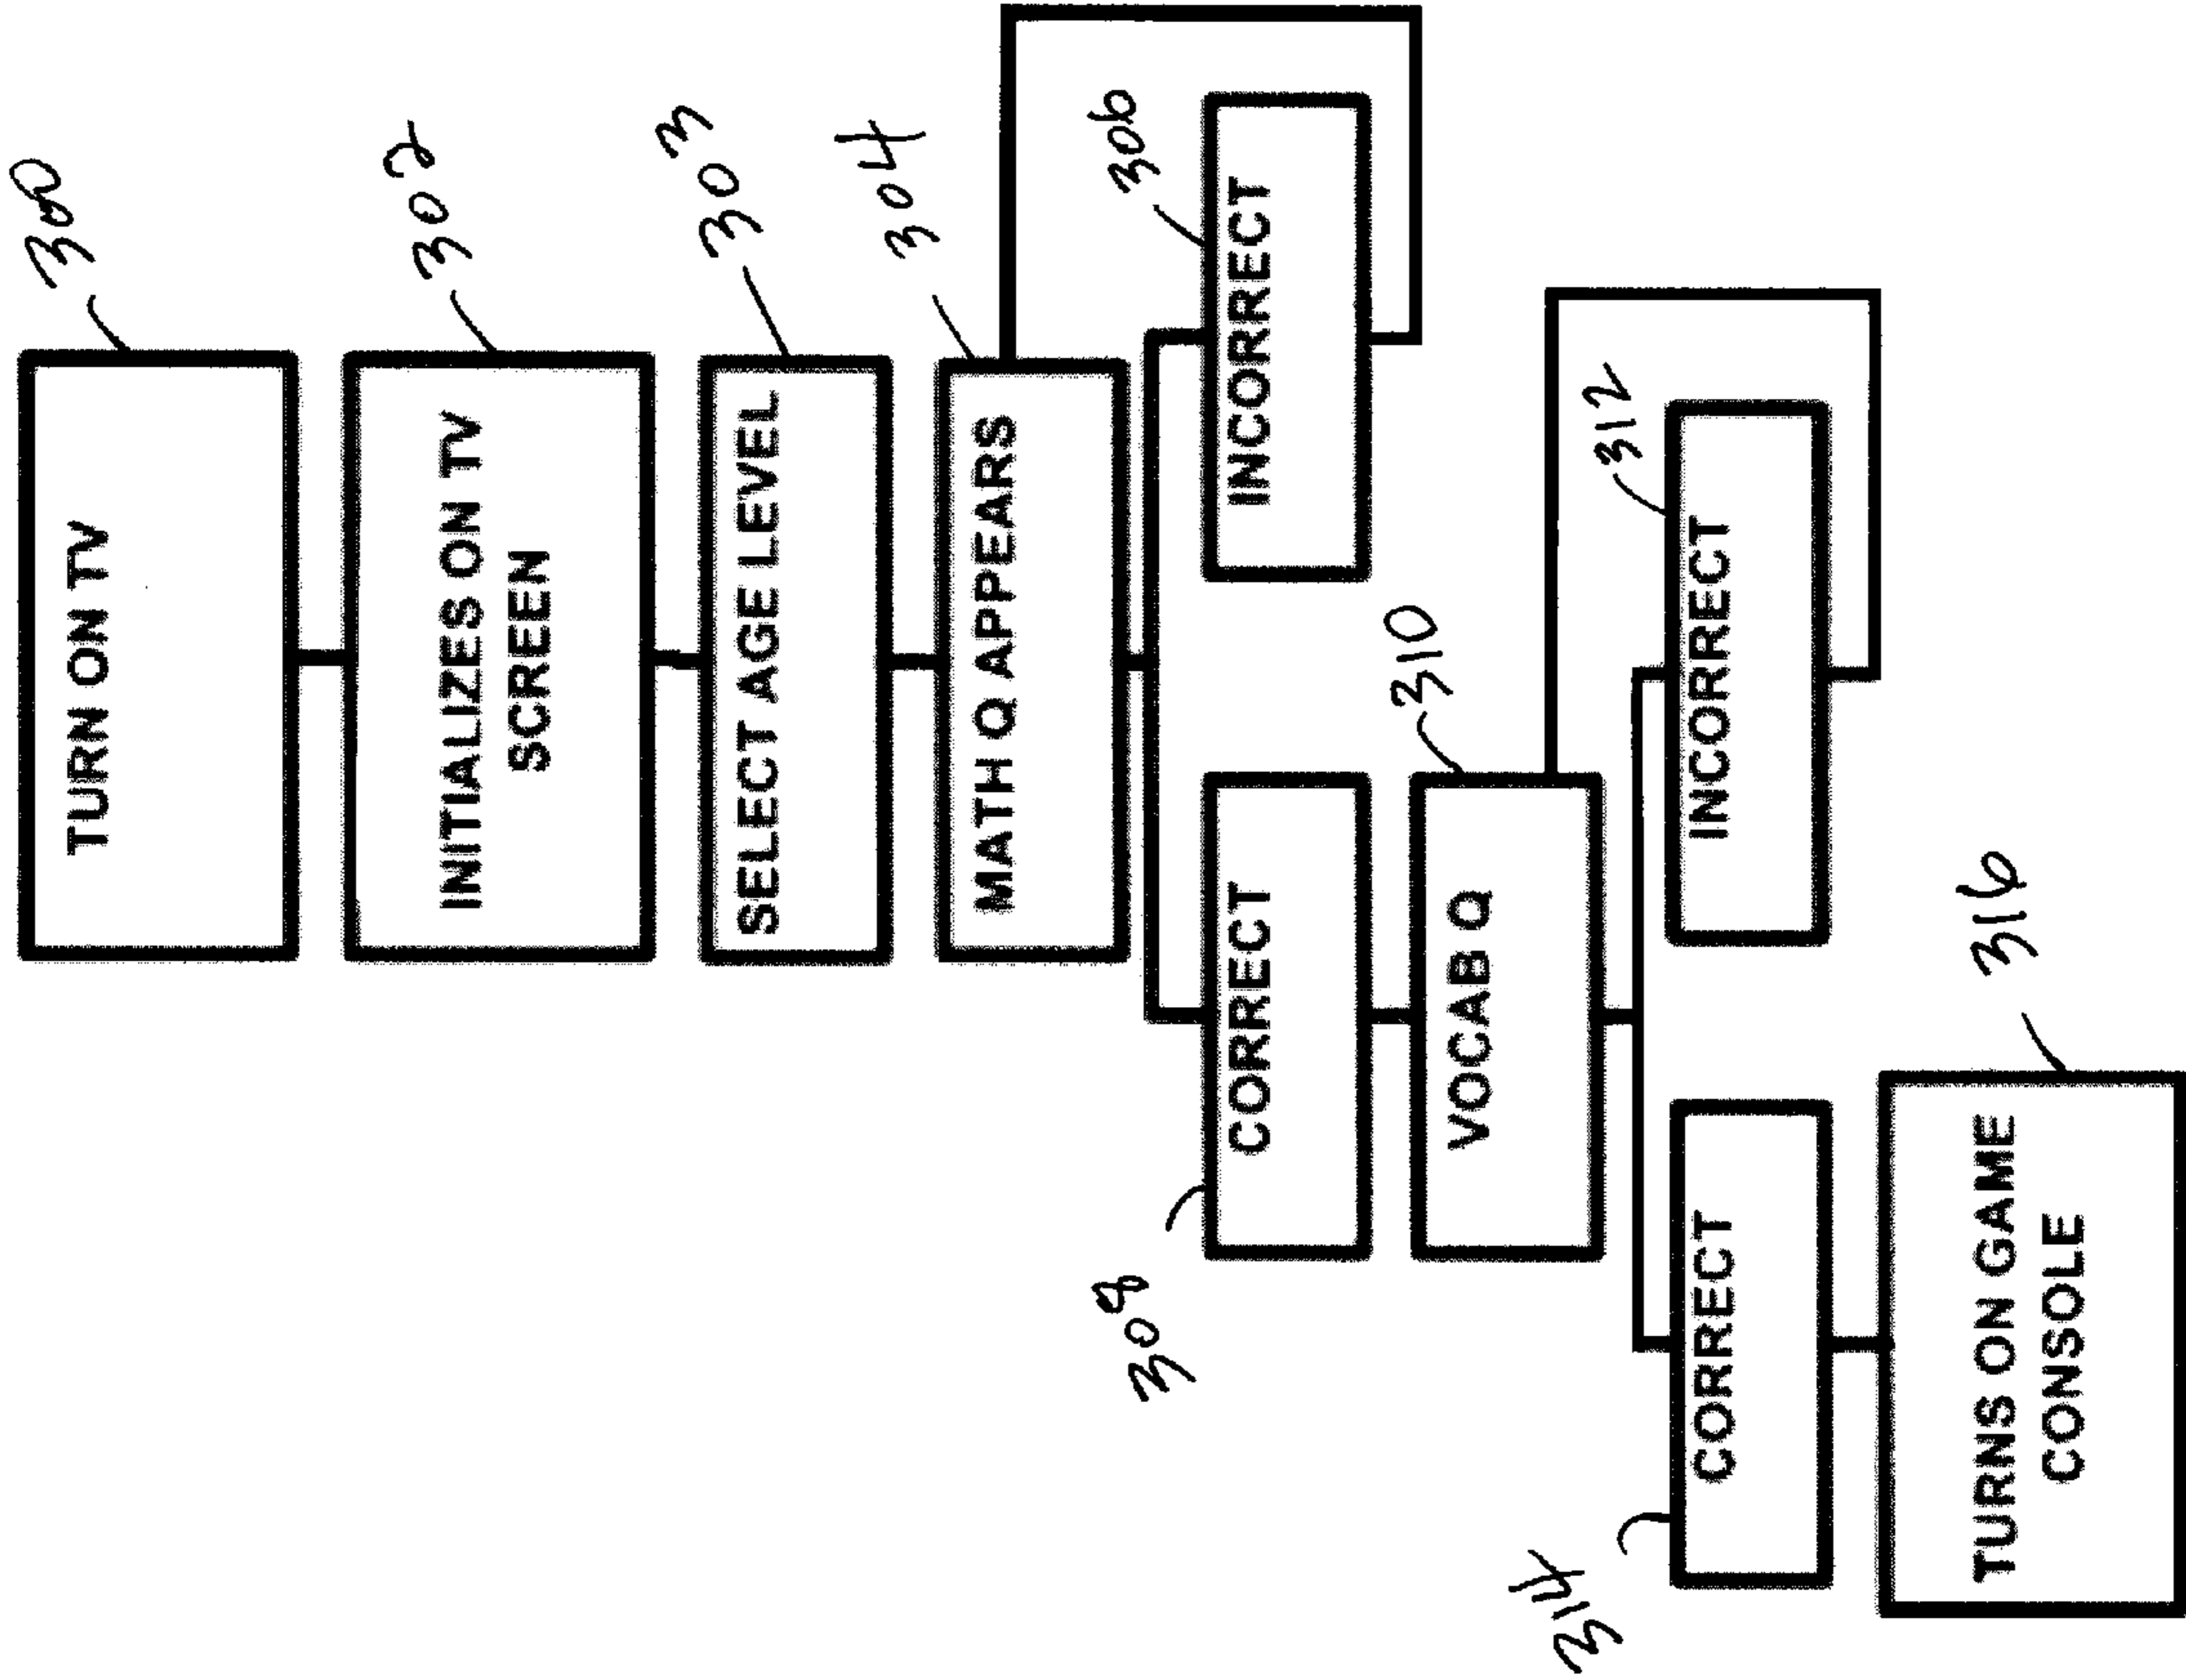 300
TURN ON TV
302
INITIALIZES ON TV
SCREEN
303
SELECT AGE LEVEL
304
MATH Q APPEARS
306
INCORRECT
308
CORRECT
310
VOCAB Q
312
INCORRECT
314
CORRECT
316
TURNS ON GAME
CONSOLE